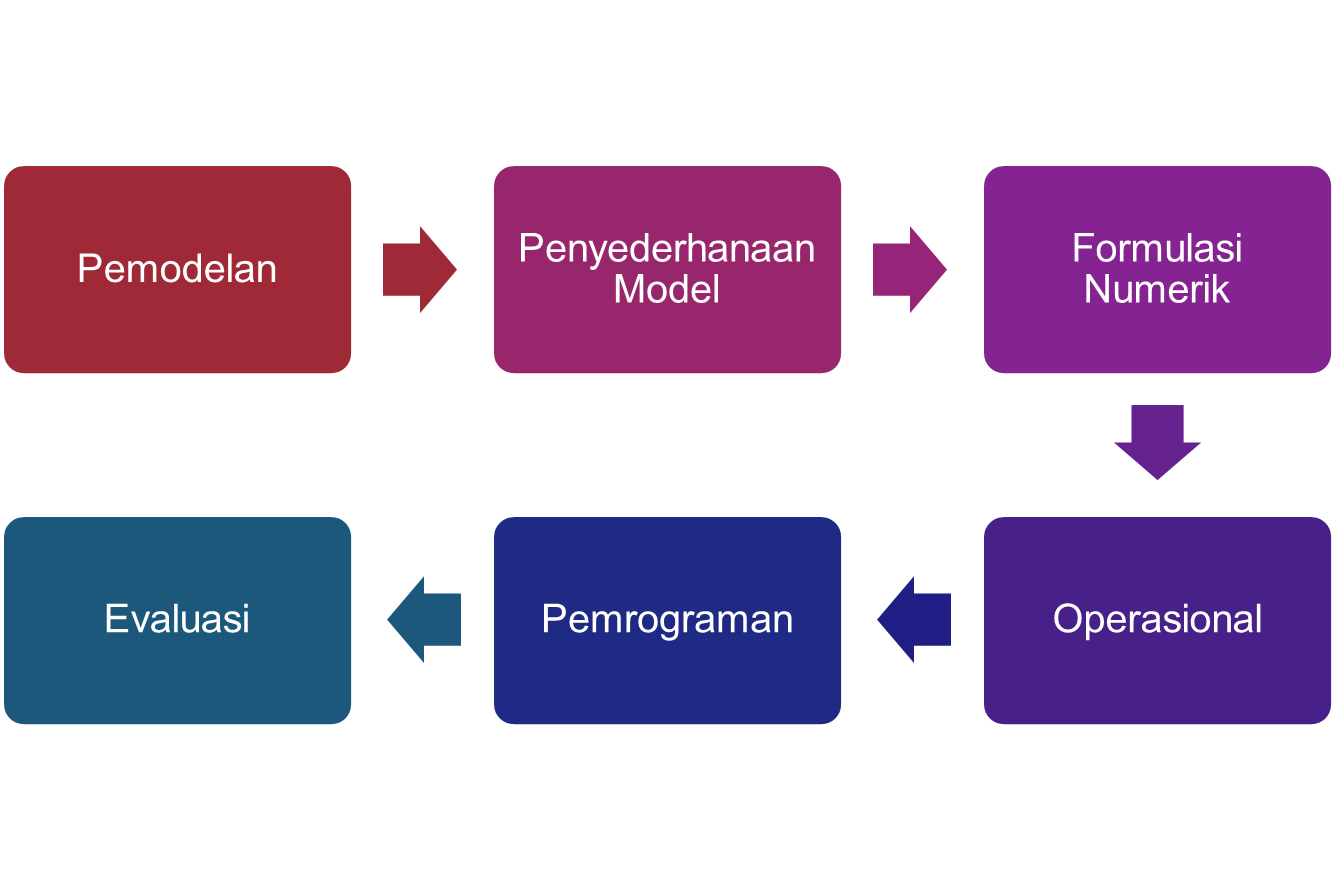 Pemodelan
Penyederhanaan
Model
Formulasi
Numerik
Operasional
Pemrograman
Evaluasi